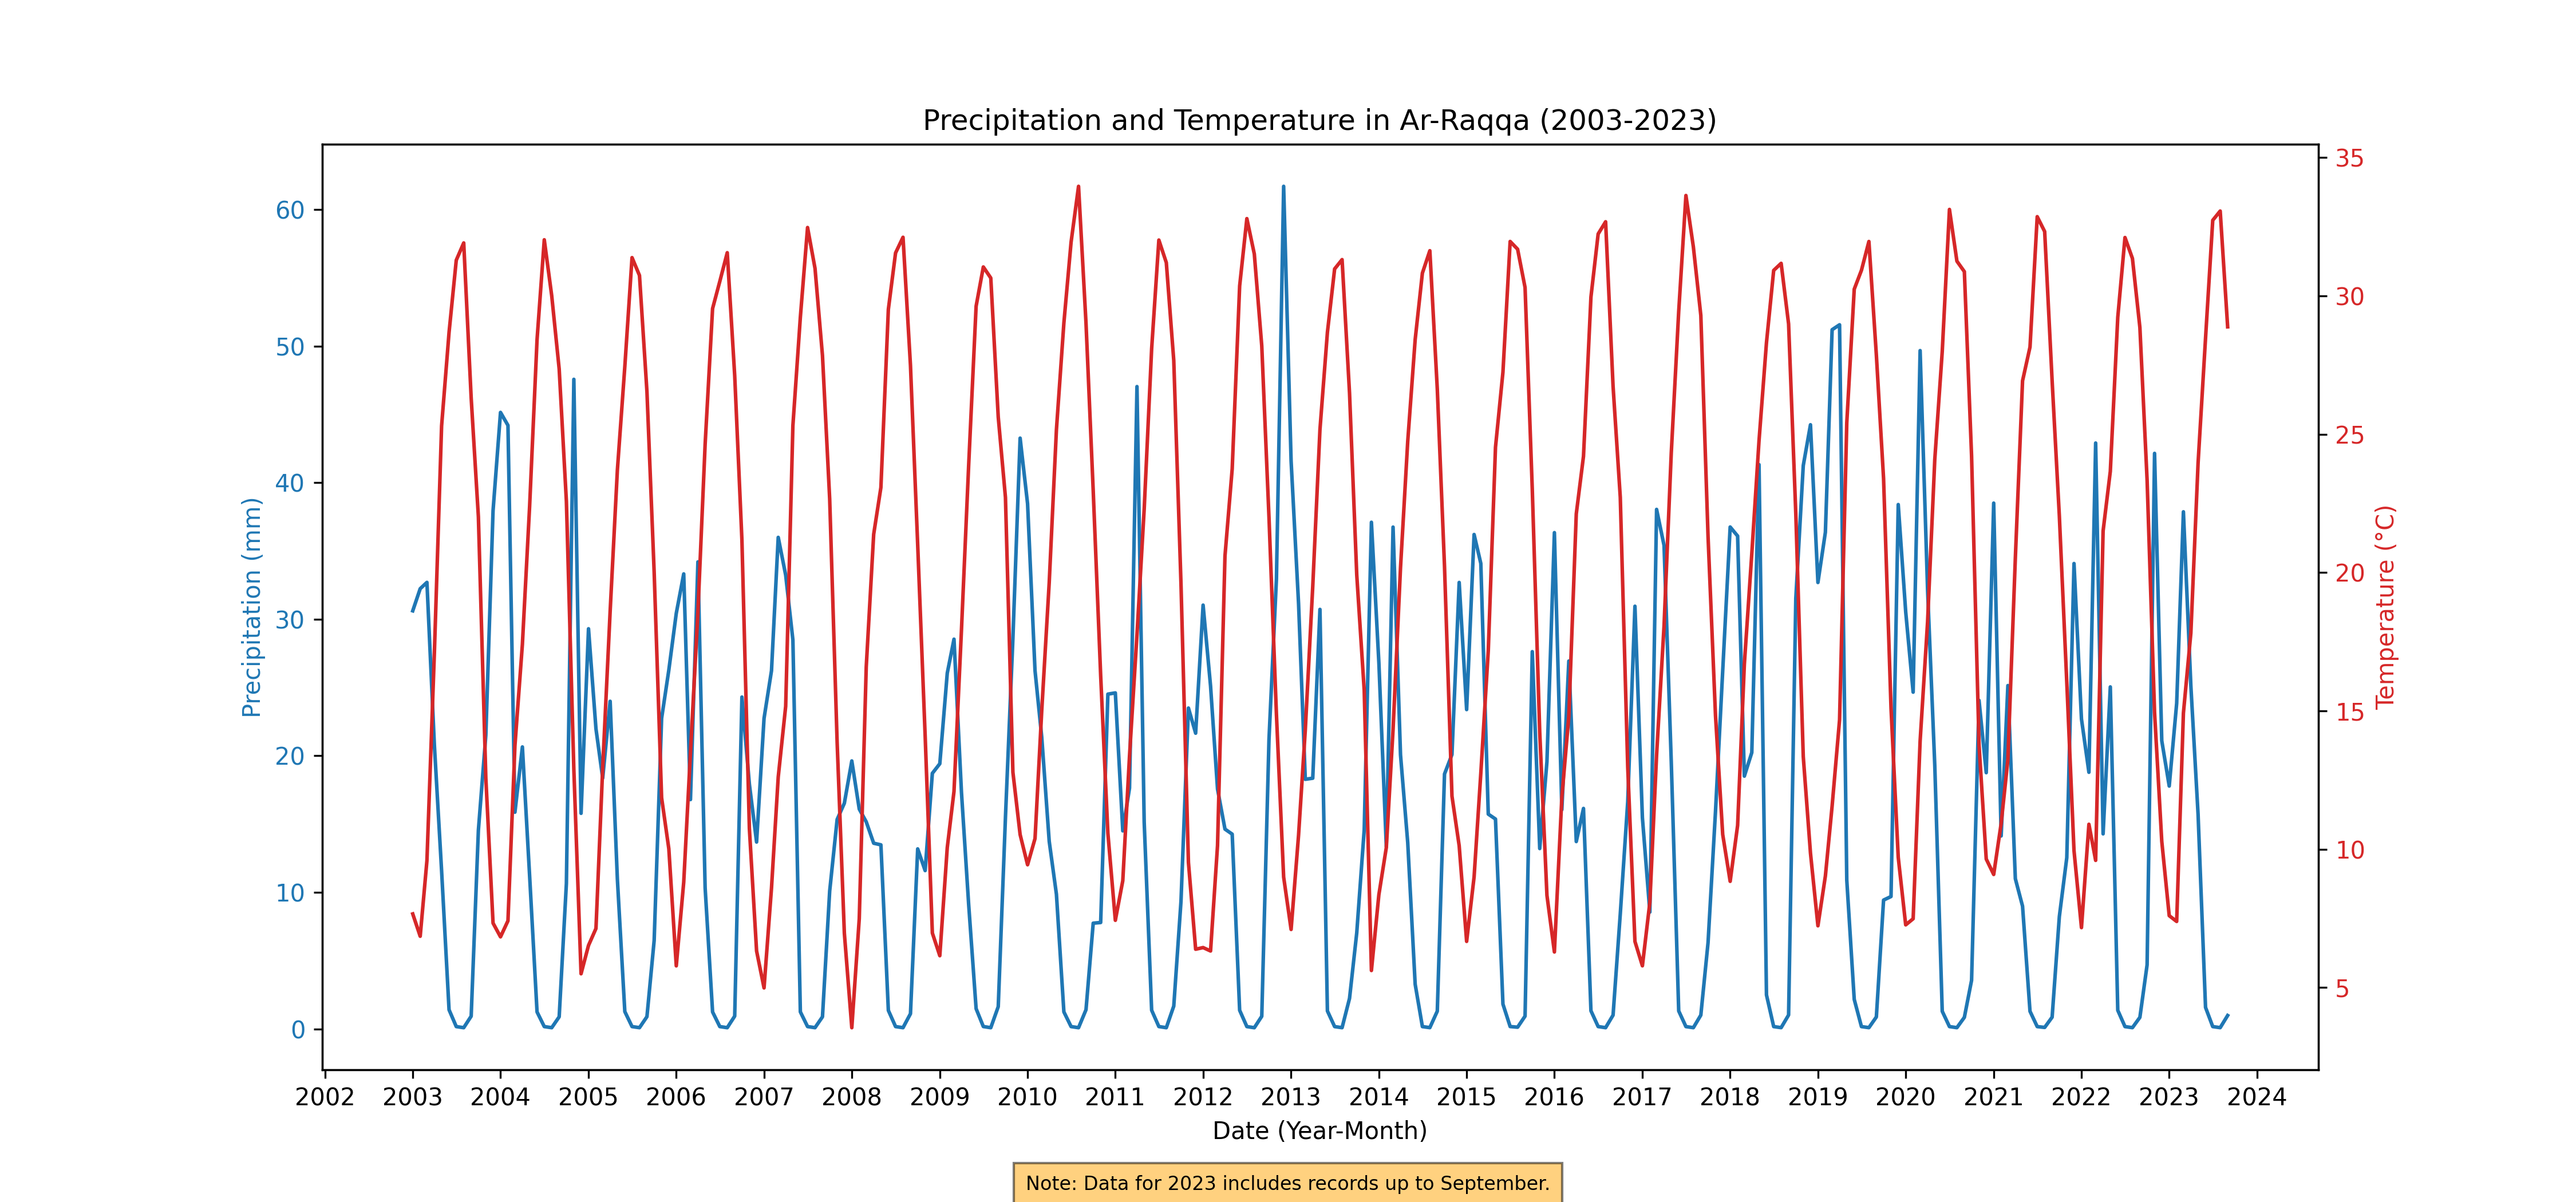 Precipitation and Temperature in Ar-Raqqa (2003-2023)
Precipitation (mm)
60
50
40
30
20
10
0
35
30
25
20
15
10
5
Temperature (°C)
2002 2003 2004 2005 2006 2007 2008 2009 2010 2011 2012 2013 2014 2015 2016 2017 2018 2019 2020 2021 2022 2023 2024
Date (Year-Month)
Note: Data for 2023 includes records up to September.